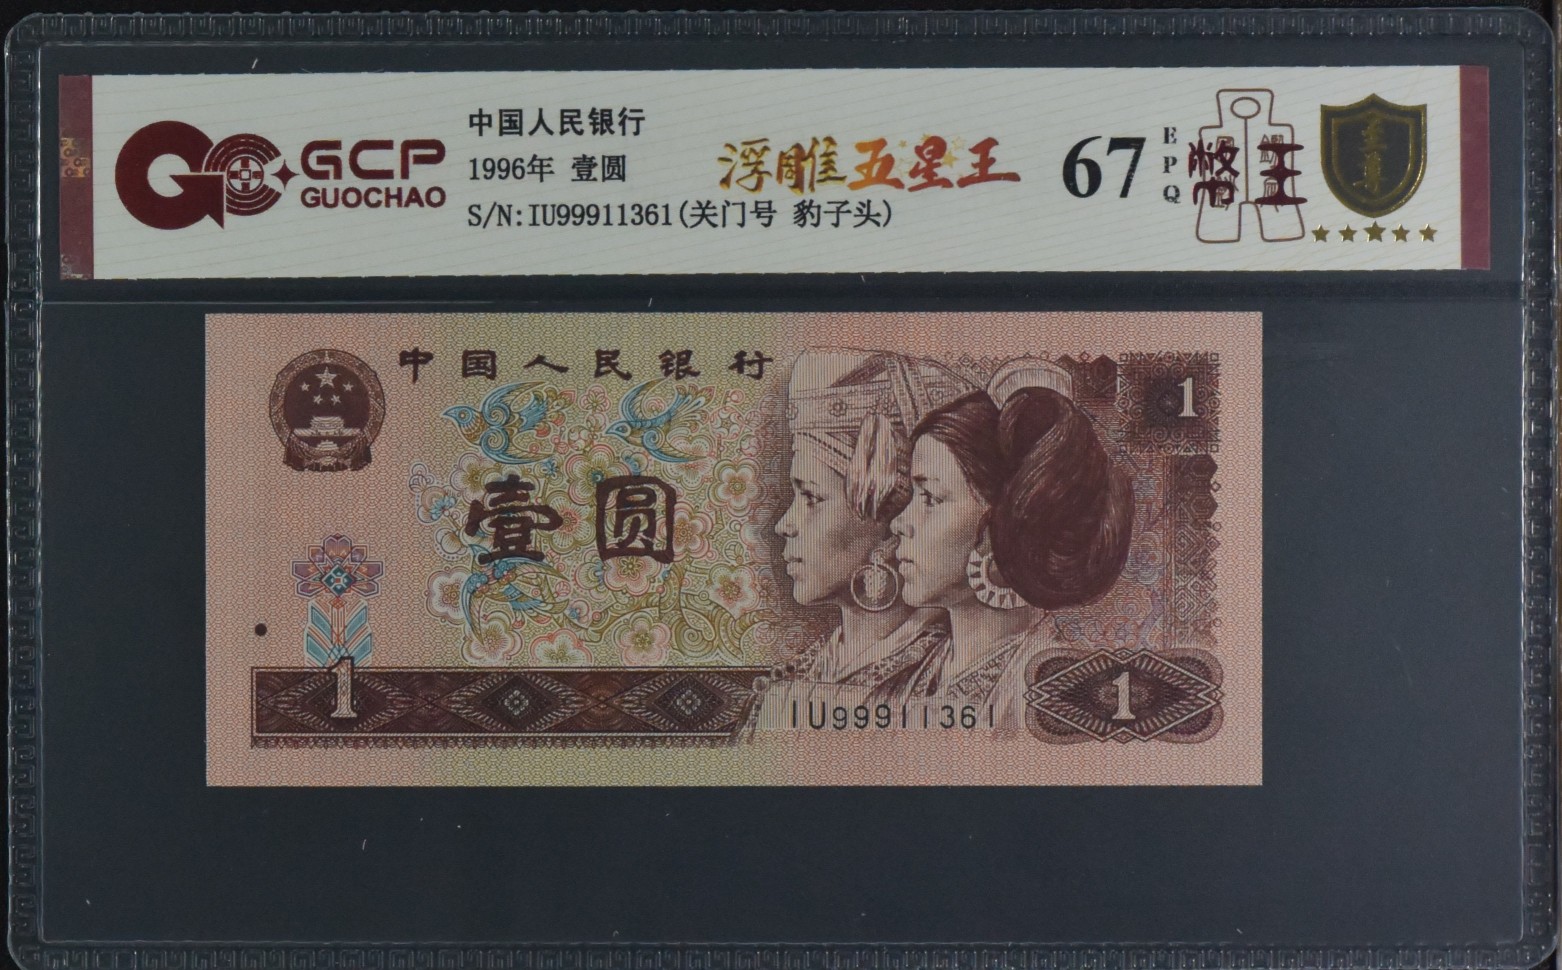 GCP
GUOCHAO
中国人民银行
1996年 壹圆
S/N:IU99911361(关门号 豹子头)
浮雕五星王
67
EPQ
至尊
中国人民银行
1
壹圆
1
IU99911361
1